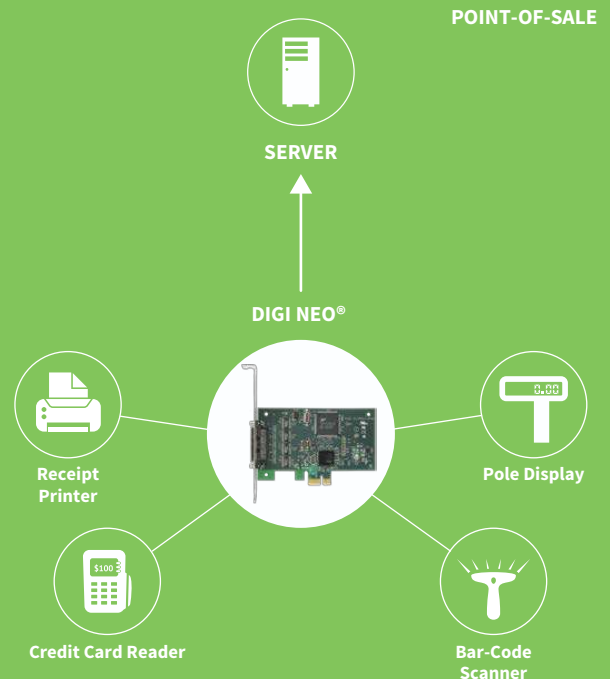 POINT-OF-SALE
SERVER
DIGI NEO®
0.00
Receipt
Printer
Pole Display
$100
Credit Card Reader
Bar-Code
Scanner